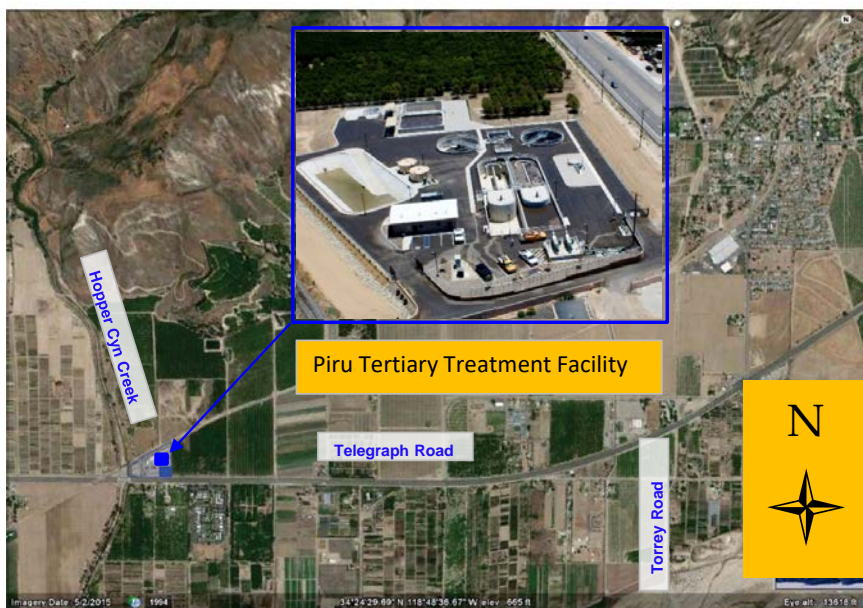 N
Hopper Cyn Creek
Piru Tertiary Treatment Facility
Telegraph Road
Torrey Road
N
Imagery Date: 5/2/2015 1994 34°24'29.69" N 118°48'36.67" W elev 665 ft Eye alt 13618 ft